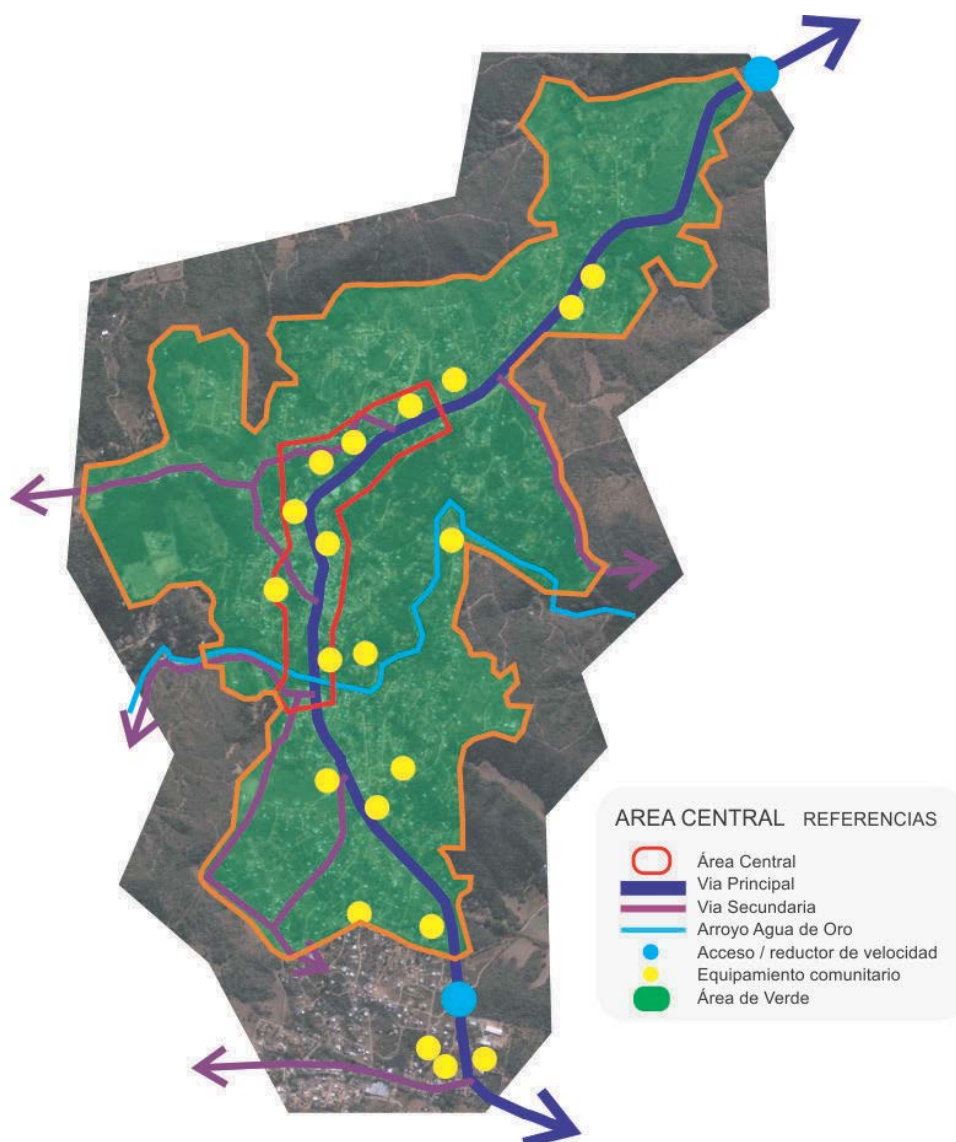 AREA CENTRAL REFERENCIAS
Área Central
Via Principal
Via Secundaria
Arroyo Agua de Oro
Acceso / reductor de velocidad
Equipamiento comunitario
Área de Verde